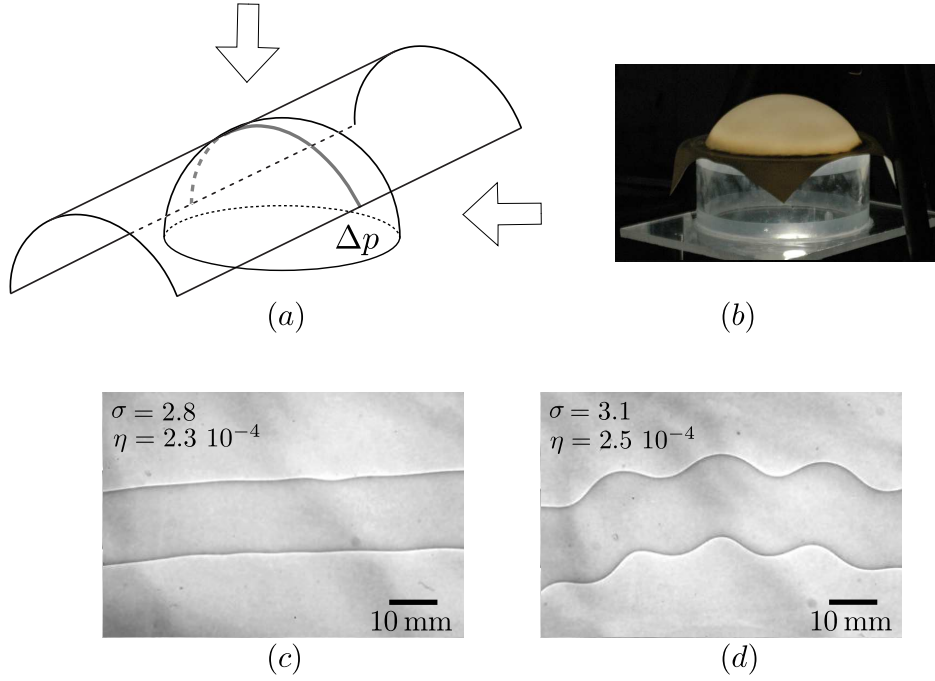 Δp
(a)
(b)
σ = 2.8
η = 2.3 10⁻⁴
10 mm
(c)
σ = 3.1
η = 2.5 10⁻⁴
10 mm
(d)